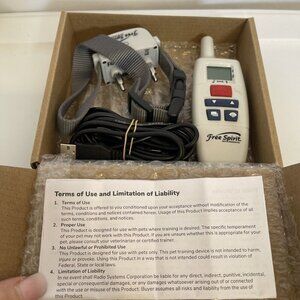 Free Spirit
Free Spirit
Terms of Use and Limitation of Liability
1. Terms of Use
This Product is offered to you conditioned upon your acceptance without modification of the
terms, conditions and notices contained herein. Usage of this Product implies acceptance of all
such terms, conditions, and notices.
2. Proper Use
This Product is designed for use with pets where training is desired. The specific temperament
of your pet may not work with this Product. If you are unsure whether this is appropriate for your
pet, please consult your veterinarian or certified trainer.
3. No Unlawful or Prohibited Use
This Product is designed for use with pets only. This pet training device is not intended to harm,
injure or provoke. Using this Product in a way that is not intended could result in violation of
Federal, State or local laws.
4. Limitation of Liability
In no event shall Radio Systems Corporation be liable for any direct, indirect, punitive, incidental,
special or consequential damages, or any damages whatsoever arising out of or connected
with the use or misuse of this Product. Buyer assumes all risks and liability from the use of
this Product.